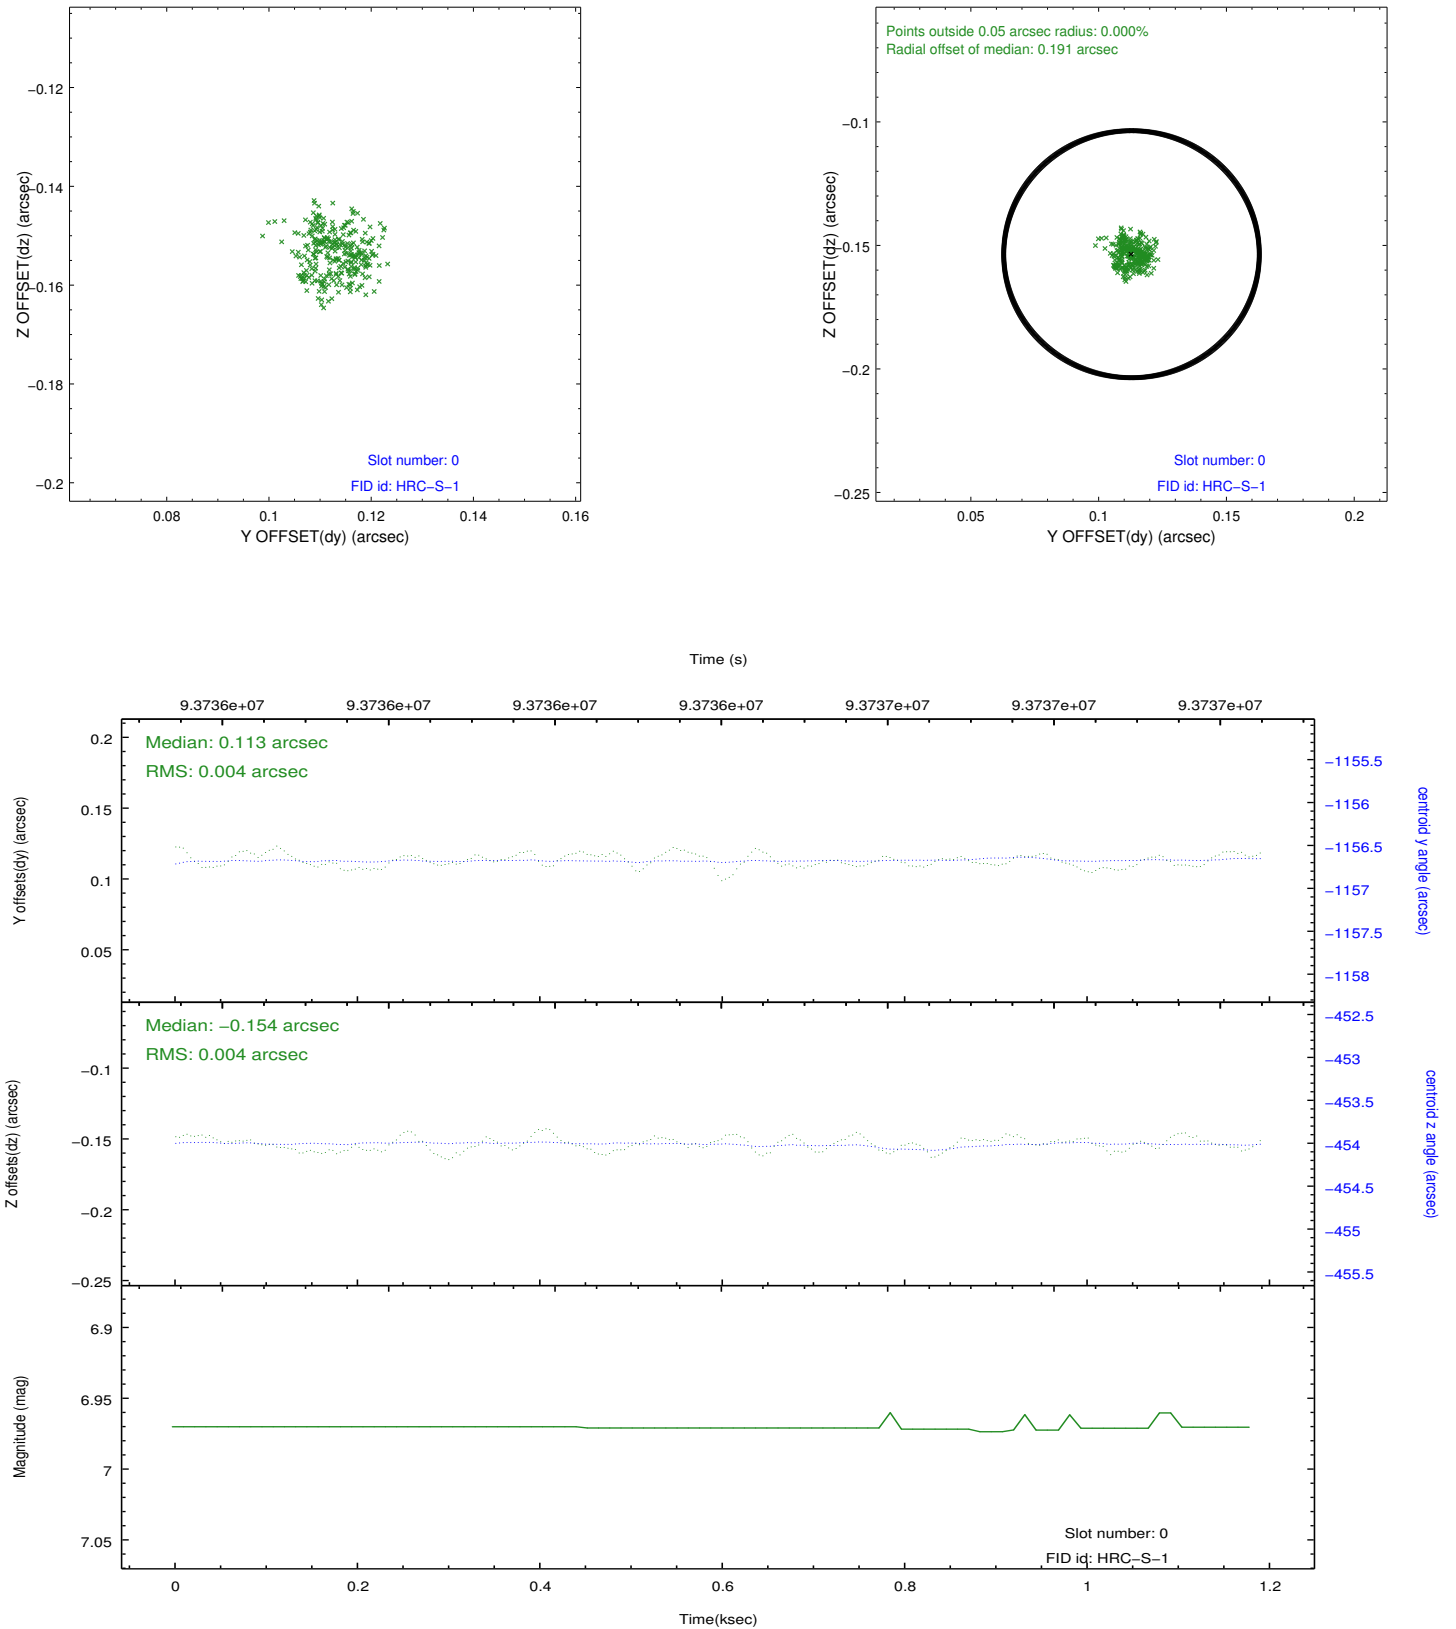 −0.12
−0.14
−0.16
−0.18
−0.2
Z OFFSET(dz) (arcsec)
Slot number: 0
FID id: HRC−S−1
0.08 0.1 0.12 0.14 0.16
Y OFFSET(dy) (arcsec)
Points outside 0.05 arcsec radius: 0.000%
Radial offset of median: 0.191 arcsec
−0.1
−0.15
−0.2
−0.25
Z OFFSET(dz) (arcsec)
Slot number: 0
FID id: HRC−S−1
0.05 0.1 0.15 0.2
Y OFFSET(dy) (arcsec)
Time (s)
9.3736e+07 9.3736e+07 9.3736e+07 9.3736e+07 9.3737e+07 9.3737e+07 9.3737e+07
Median: 0.113 arcsec
RMS: 0.004 arcsec
0.2
0.15
0.1
0.05
Y offsets(dy) (arcsec)
−1155.5
−1156
−1156.5
−1157
−1157.5
−1158
centroid y angle (arcsec)
Median: −0.154 arcsec
RMS: 0.004 arcsec
−0.1
−0.15
−0.2
−0.25
Z offsets(dz) (arcsec)
−452.5
−453
−453.5
−454
−454.5
−455
−455.5
centroid z angle (arcsec)
6.9
6.95
7
7.05
Magnitude (mag)
Slot number: 0
FID id: HRC−S−1
0 0.2 0.4 0.6 0.8 1 1.2
Time(ksec)